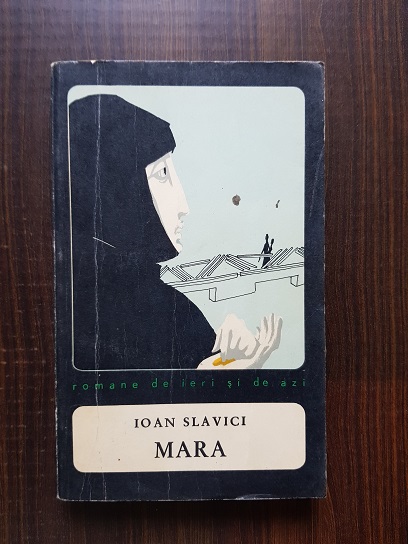 romane de ieri și de azi
IOAN SLAVICI
MARA